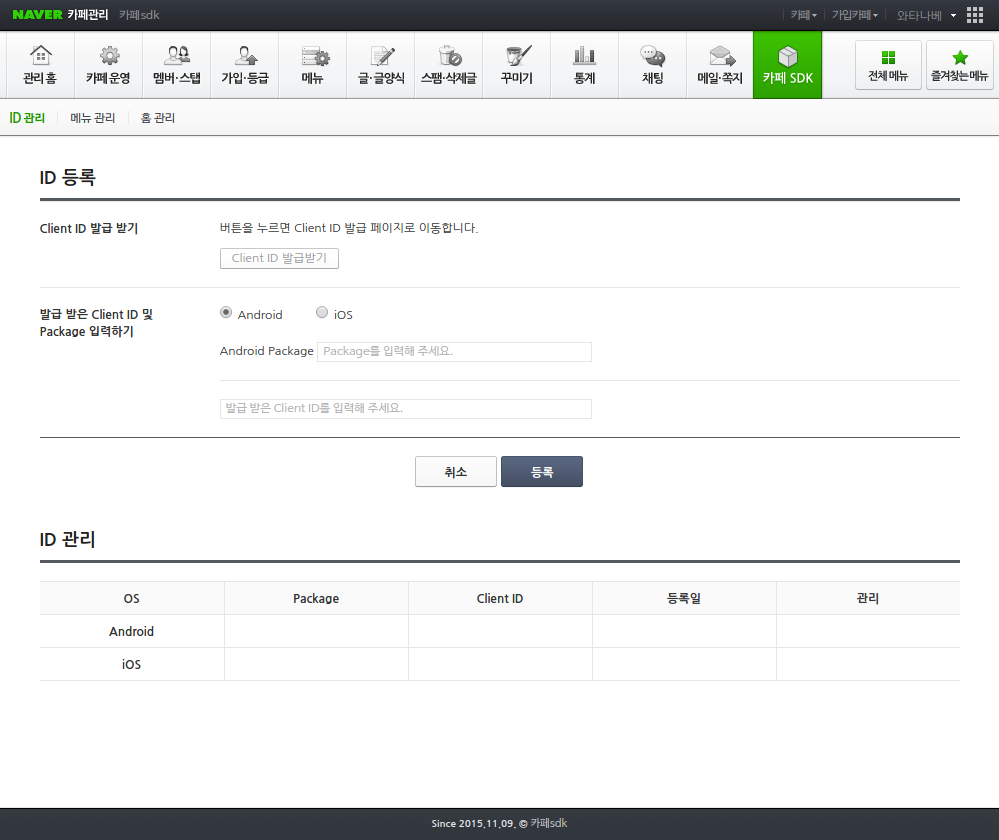 NAVER 카페관리 카페sdk 카페 가입카페 와타나베
관리 홈 카페 운영 멤버·스탭 가입·등급 메뉴 글·글양식 스팸·삭제글 꾸미기 통계 채팅 메일·쪽지 카페 SDK 전체 메뉴 즐겨찾는 메뉴
ID 관리 메뉴 관리 홈 관리
ID 등록
Client ID 발급 받기 버튼을 누르면 Client ID 발급 페이지로 이동합니다.
Client ID 발급받기
발급 받은 Client ID 및 Android iOS
Package 입력하기
Android Package Package를 입력해 주세요.
발급 받은 Client ID를 입력해 주세요.
취소 등록
ID 관리
OS Package Client ID 등록일 관리
Android
iOS
Since 2015.11.09. © 카페sdk